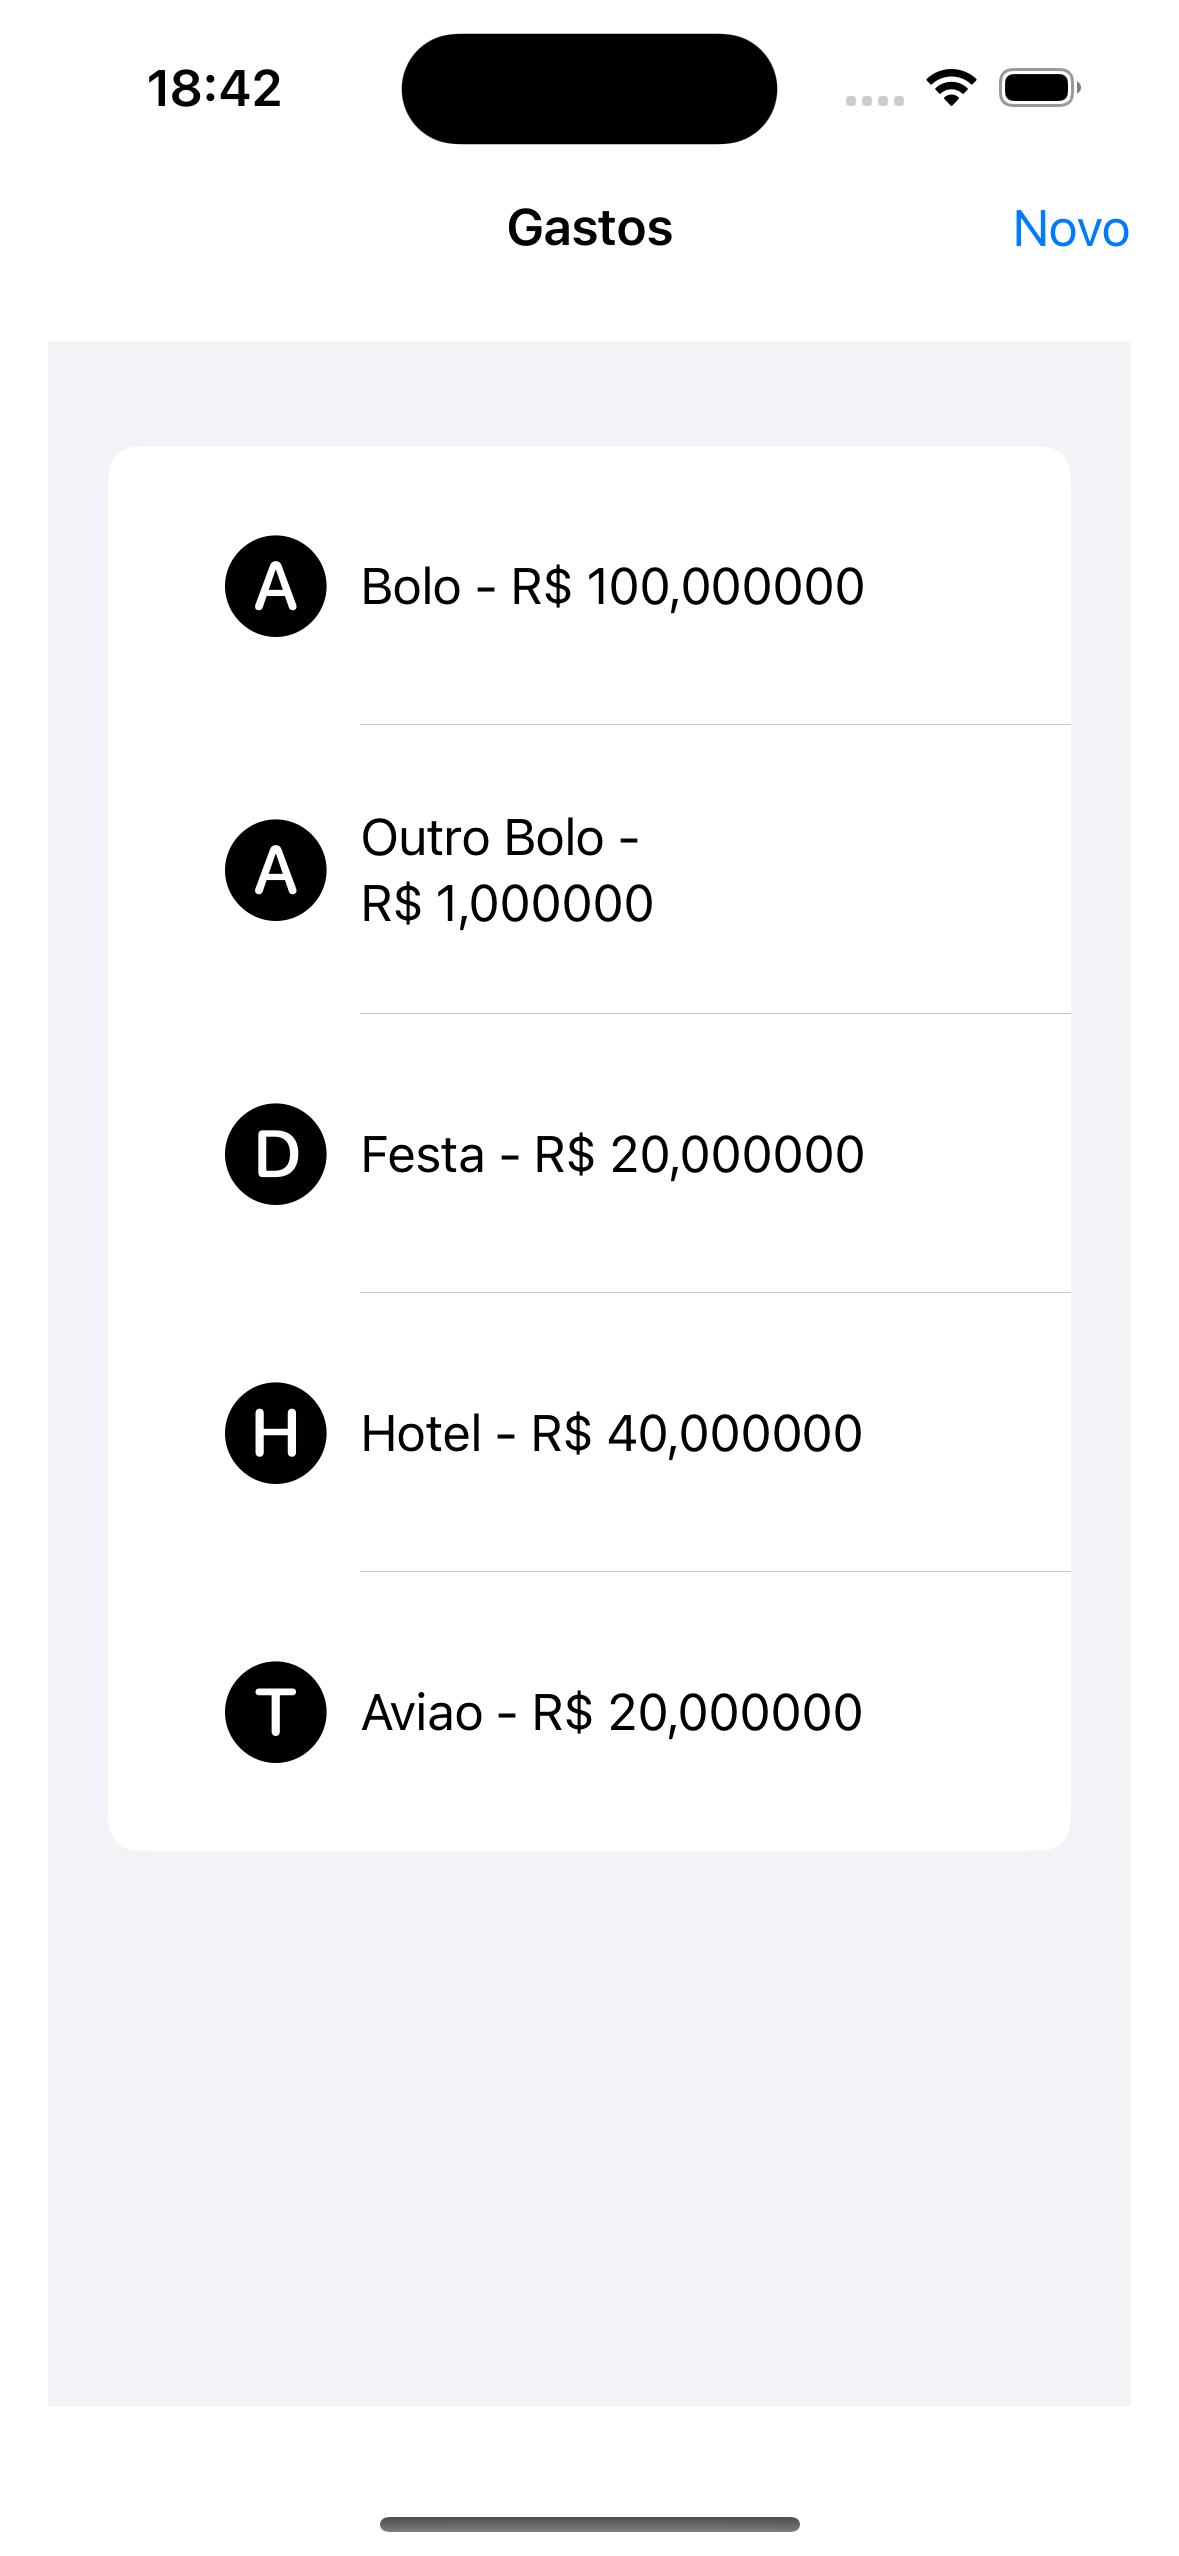 18:42
Gastos
Novo
A
Bolo - R$ 100,000000
A
Outro Bolo -
R$ 1,000000
D
Festa - R$ 20,000000
H
Hotel - R$ 40,000000
T
Aviao - R$ 20,000000